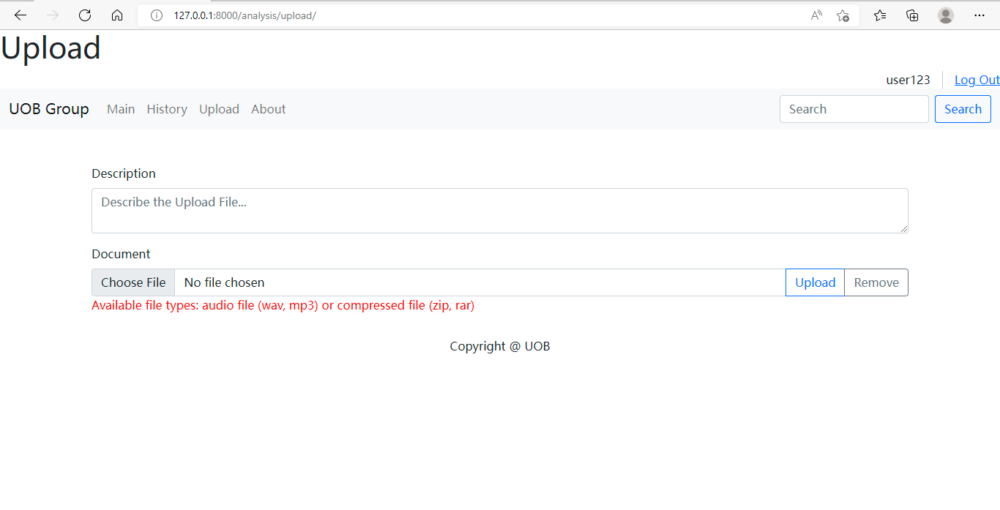 127.0.0.1:8000/analysis/upload/
Upload
user123 Log Out
UOB Group Main History Upload About Search Search
Description
Describe the Upload File...
Document
Choose File No file chosen Upload Remove
Available file types: audio file (wav, mp3) or compressed file (zip, rar)
Copyright @ UOB